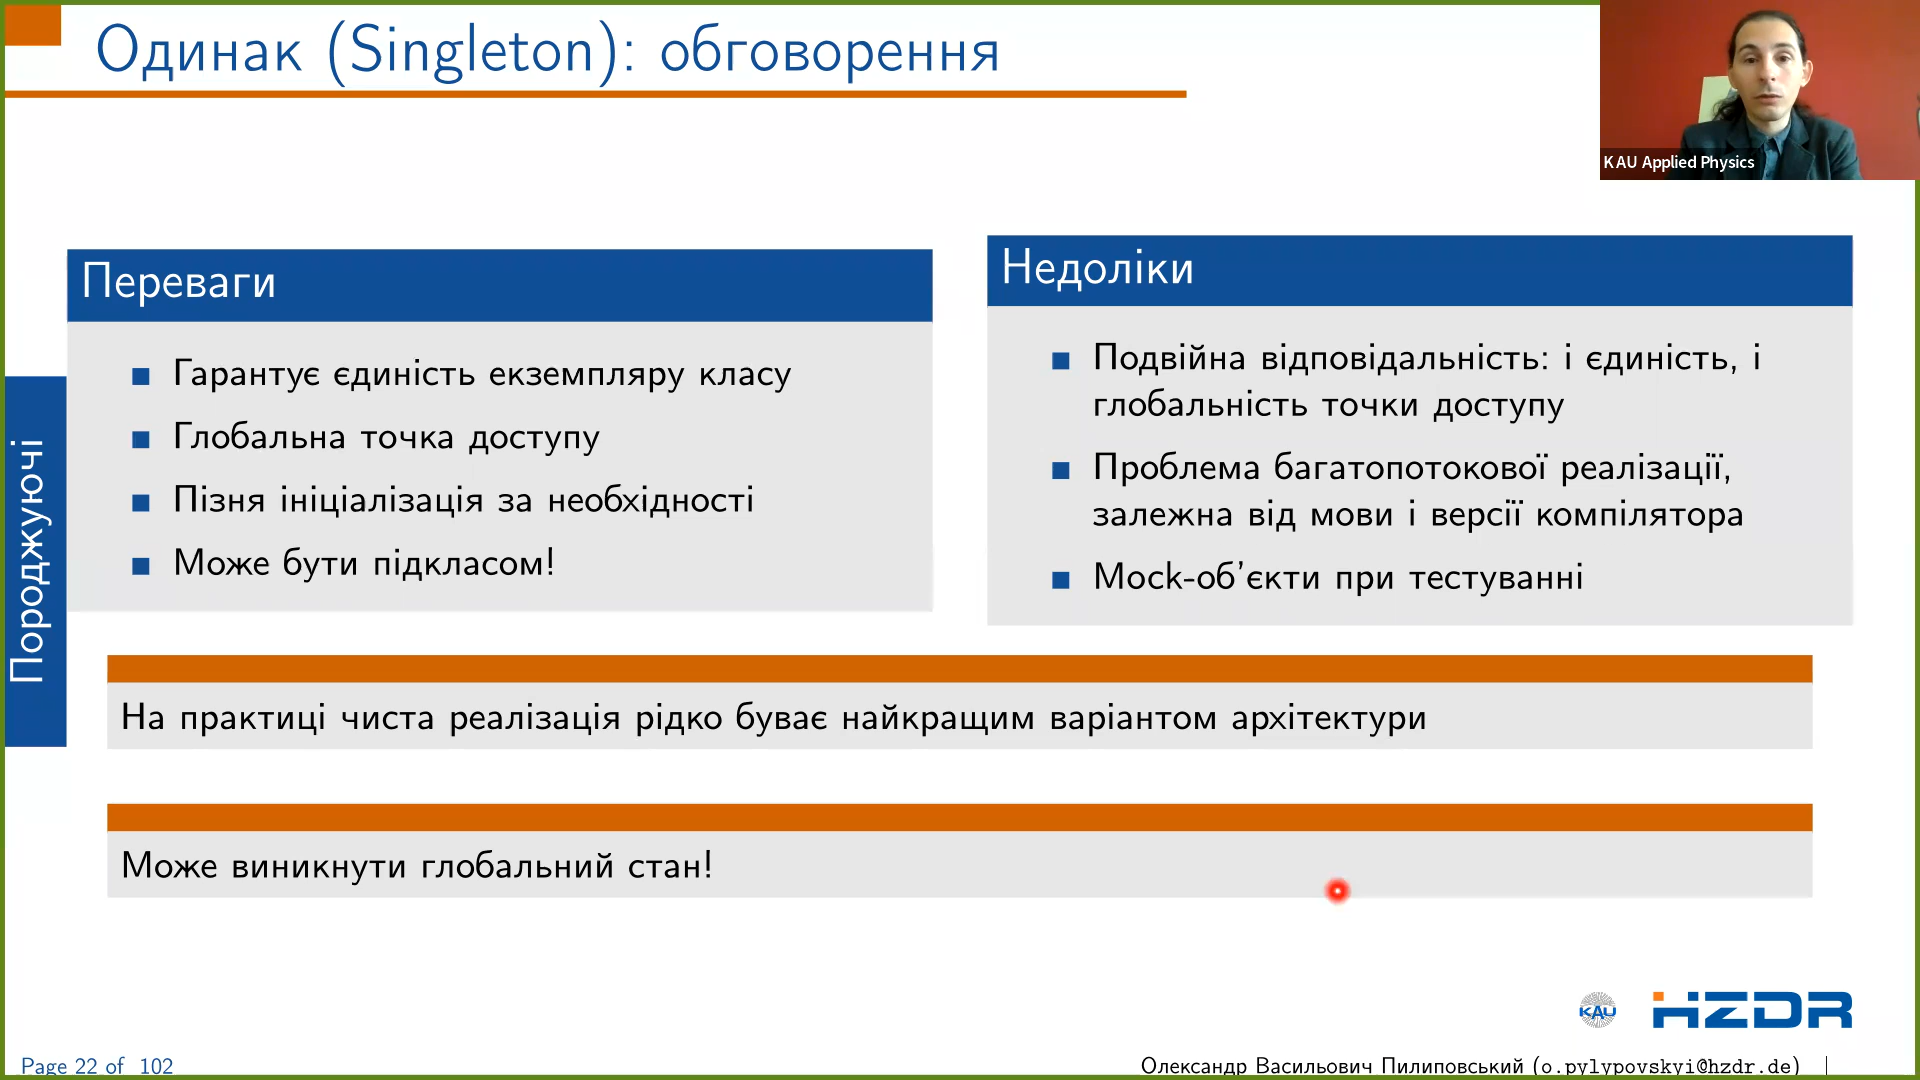 Одинак (Singleton): обговорення
KAU Applied Physics
Переваги
Гарантує єдиність екземпляру класу
Глобальна точка доступу
Пізня ініціалізація за необхідності
Може бути підкласом!
Недоліки
Подвійна відповідальність: і єдиність, і
глобальність точки доступу
Проблема багатопотокової реалізації,
залежна від мови і версії компілятора
Mock-об'єкти при тестуванні
Породжуючі
На практиці чиста реалізація рідко буває найкращим варіантом архітектури
Може виникнути глобальний стан!
KAU
HZDR
Page 22 of 102
Олександр Васильович Пилиповський (o.pylypovskyi@hzdr.de) |